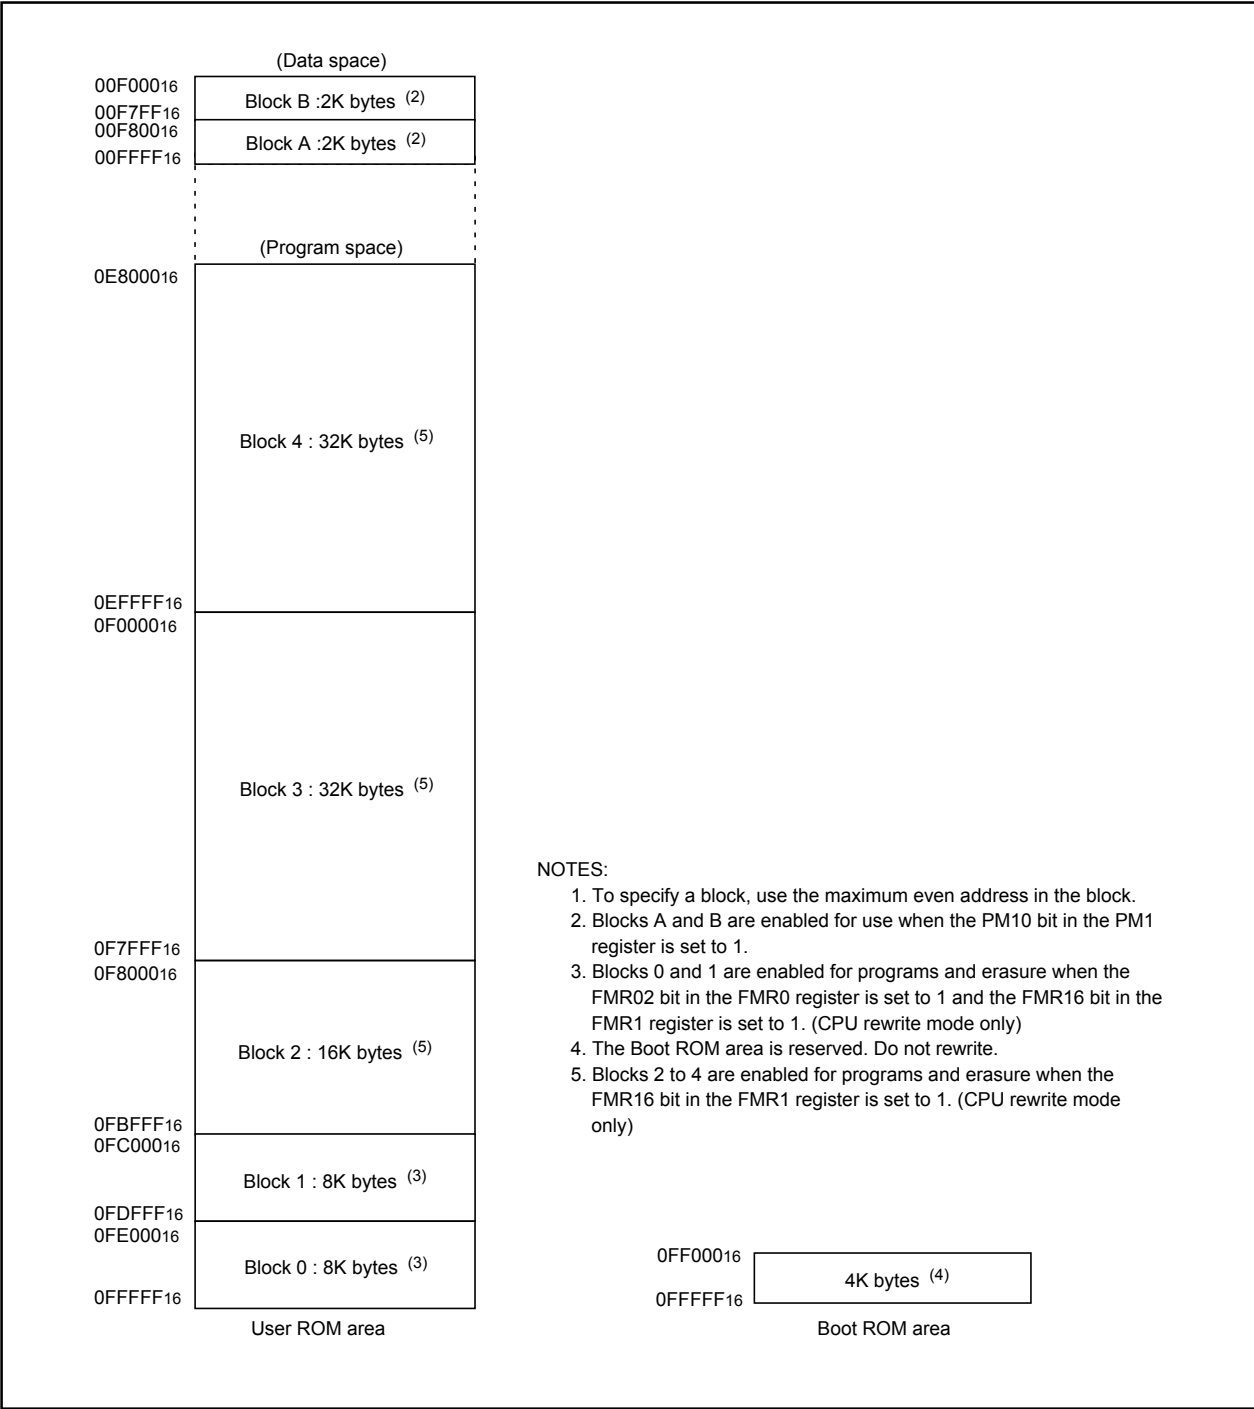 (Data space)
00F00016
Block B :2K bytes (2)
00F7FF16
00F80016
Block A :2K bytes (2)
00FFFF16
(Program space)
0E800016
Block 4 : 32K bytes (5)
0EFFFF16
0F000016
Block 3 : 32K bytes (5)
0F7FFF16
0F800016
Block 2 : 16K bytes (5)
0FBFFF16
0FC00016
Block 1 : 8K bytes (3)
0FDFFF16
0FE00016
Block 0 : 8K bytes (3)
0FFFFF16
User ROM area
NOTES:
1. To specify a block, use the maximum even address in the block.
2. Blocks A and B are enabled for use when the PM10 bit in the PM1
register is set to 1.
3. Blocks 0 and 1 are enabled for programs and erasure when the
FMR02 bit in the FMR0 register is set to 1 and the FMR16 bit in the
FMR1 register is set to 1. (CPU rewrite mode only)
4. The Boot ROM area is reserved. Do not rewrite.
5. Blocks 2 to 4 are enabled for programs and erasure when the
FMR16 bit in the FMR1 register is set to 1. (CPU rewrite mode
only)
0FF00016
4K bytes (4)
0FFFFF16
Boot ROM area